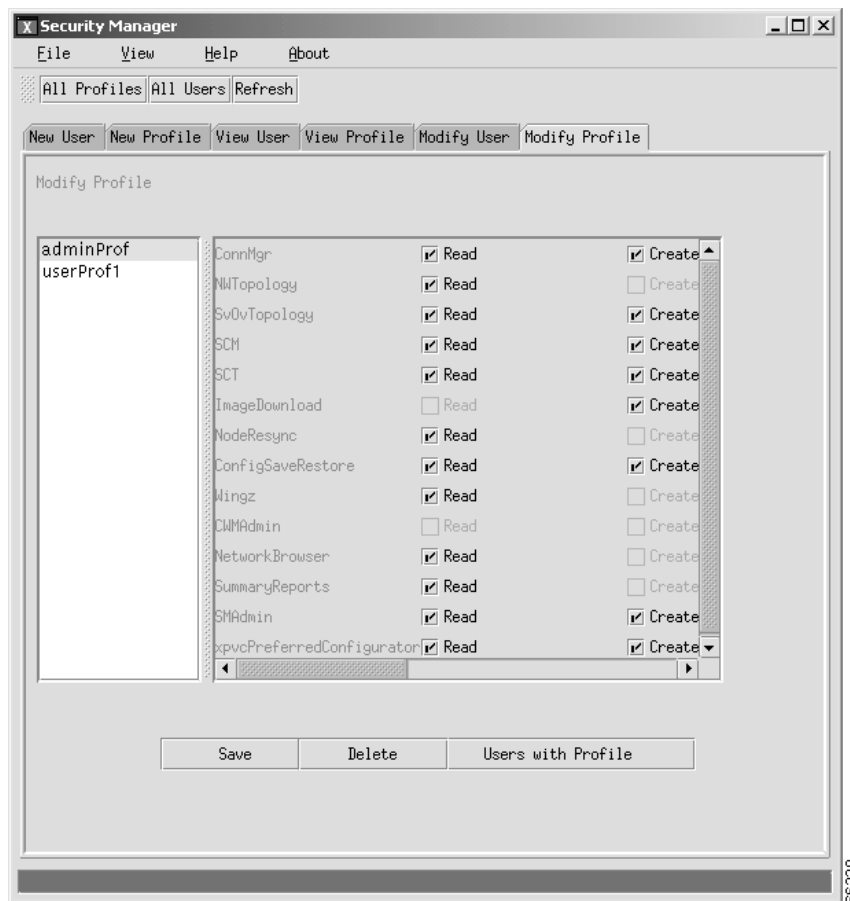 X Security Manager
File View Help About
All Profiles All Users Refresh
New User New Profile View User View Profile Modify User Modify Profile
Modify Profile
adminProf
userProf1
ConnMgr Read Create
NWTopology Read Create
SvOvTopology Read Create
SCM Read Create
SCT Read Create
ImageDownload Read Create
NodeResync Read Create
ConfigSaveRestore Read Create
Wingz Read Create
CWMAdmin Read Create
NetworkBrowser Read Create
SummaryReports Read Create
SMAdmin Read Create
xpvcPreferredConfigurator Read Create
Save Delete Users with Profile